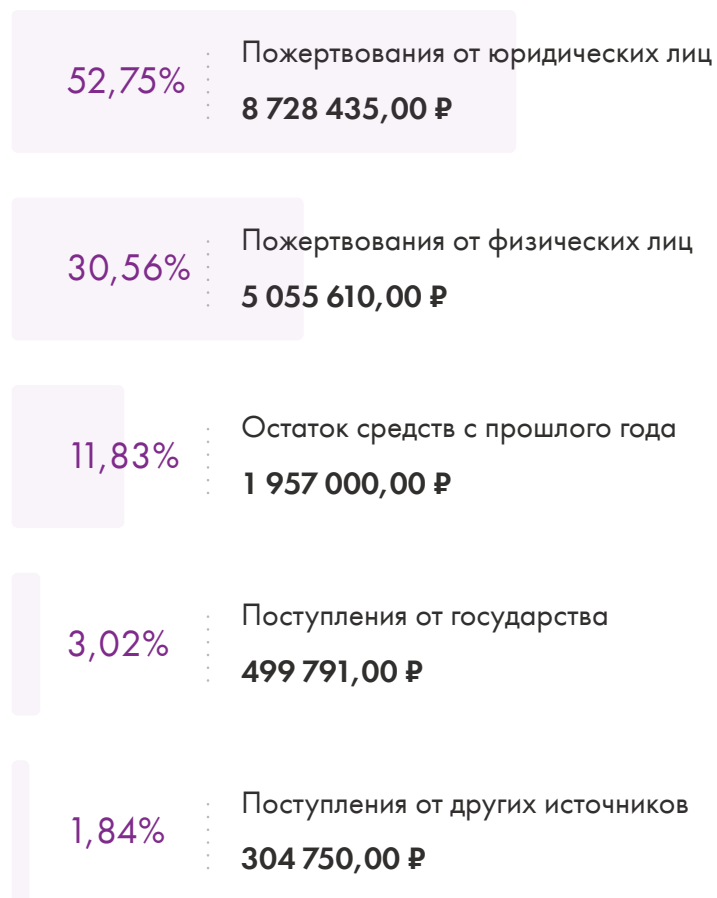 52,75%
Пожертвования от юридических лиц
8 728 435,00 ₽
30,56%
Пожертвования от физических лиц
5 055 610,00 ₽
11,83%
Остаток средств с прошлого года
1 957 000,00 ₽
3,02%
Поступления от государства
499 791,00 ₽
1,84%
Поступления от других источников
304 750,00 ₽